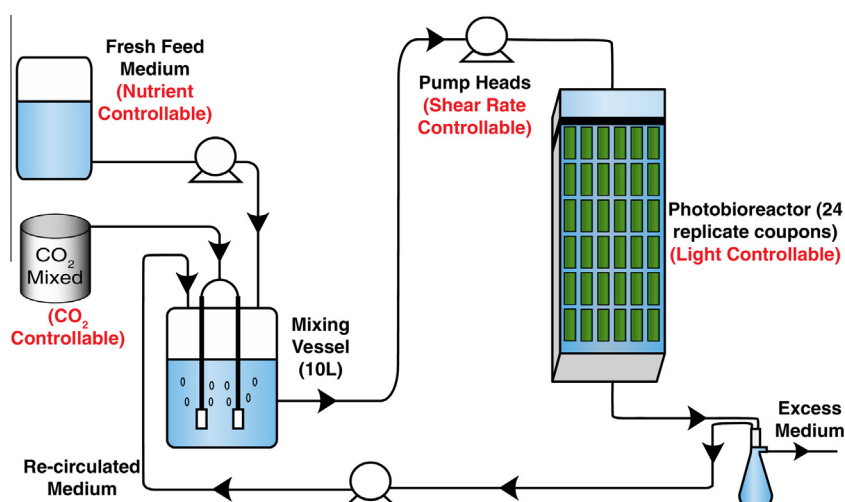 Fresh Feed
Medium
(Nutrient
Controllable)
Pump Heads
(Shear Rate
Controllable)
CO₂
Mixed
(CO₂
Controllable)
Mixing
Vessel
(10L)
Photobioreactor (24
replicate coupons)
(Light Controllable)
Excess
Medium
Re-circulated
Medium